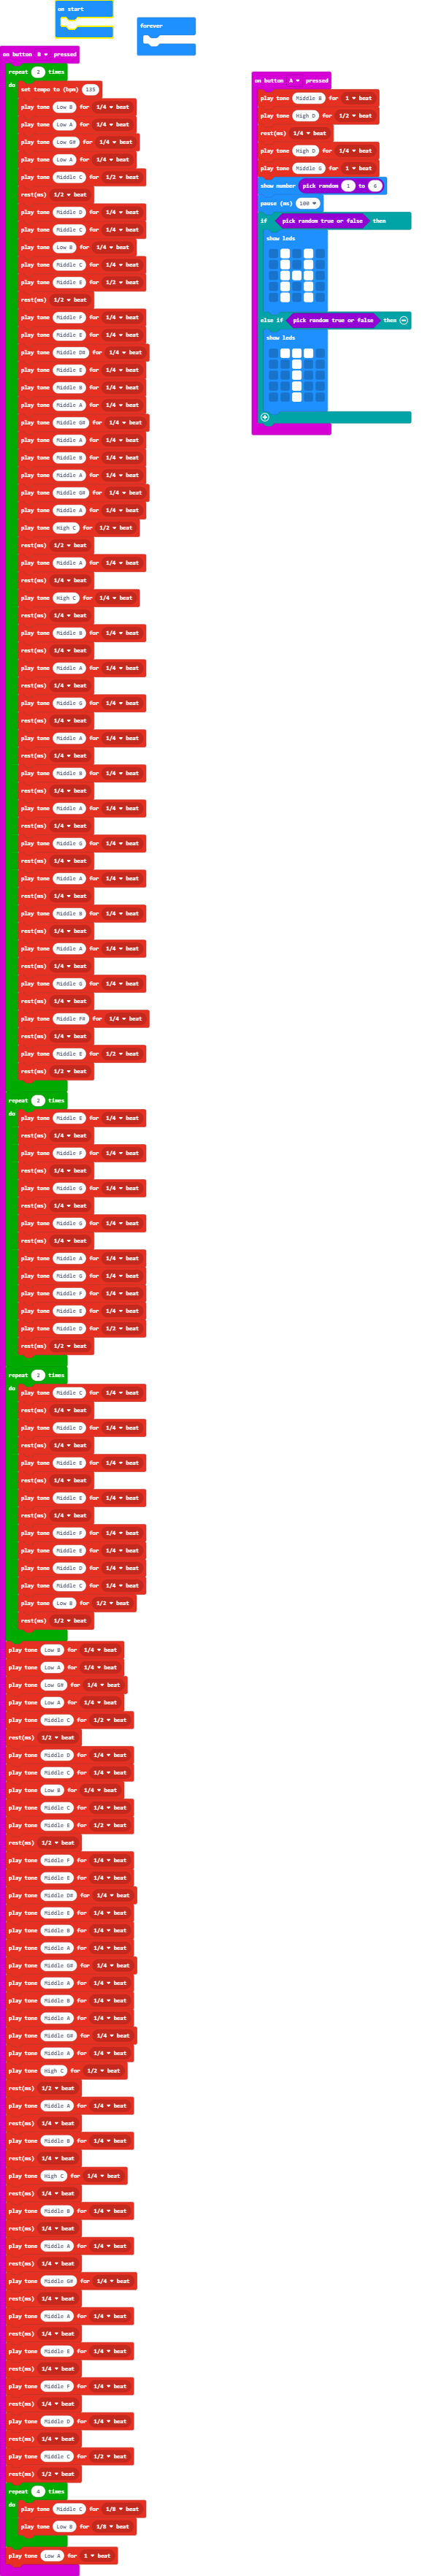 on start
forever
on button B ▼ pressed
repeat 2 times
do
set tempo to (bpm) 135
play tone Low B for 1/4 ▼ beat
play tone Low A for 1/4 ▼ beat
play tone Low G# for 1/4 ▼ beat
play tone Low A for 1/4 ▼ beat
play tone Middle C for 1/2 ▼ beat
rest(ms) 1/2 ▼ beat
play tone Middle D for 1/4 ▼ beat
play tone Middle C for 1/4 ▼ beat
play tone Low B for 1/4 ▼ beat
play tone Middle C for 1/4 ▼ beat
play tone Middle E for 1/2 ▼ beat
rest(ms) 1/2 ▼ beat
play tone Middle F for 1/4 ▼ beat
play tone Middle E for 1/4 ▼ beat
play tone Middle D# for 1/4 ▼ beat
play tone Middle E for 1/4 ▼ beat
play tone Middle B for 1/4 ▼ beat
play tone Middle A for 1/4 ▼ beat
play tone Middle G# for 1/4 ▼ beat
play tone Middle A for 1/4 ▼ beat
play tone Middle B for 1/4 ▼ beat
play tone Middle A for 1/4 ▼ beat
play tone Middle G# for 1/4 ▼ beat
play tone Middle A for 1/4 ▼ beat
play tone High C for 1/2 ▼ beat
rest(ms) 1/2 ▼ beat
play tone Middle A for 1/4 ▼ beat
rest(ms) 1/4 ▼ beat
play tone High C for 1/4 ▼ beat
rest(ms) 1/4 ▼ beat
play tone Middle B for 1/4 ▼ beat
rest(ms) 1/4 ▼ beat
play tone Middle A for 1/4 ▼ beat
rest(ms) 1/4 ▼ beat
play tone Middle G for 1/4 ▼ beat
rest(ms) 1/4 ▼ beat
play tone Middle A for 1/4 ▼ beat
rest(ms) 1/4 ▼ beat
play tone Middle B for 1/4 ▼ beat
rest(ms) 1/4 ▼ beat
play tone Middle A for 1/4 ▼ beat
rest(ms) 1/4 ▼ beat
play tone Middle G for 1/4 ▼ beat
rest(ms) 1/4 ▼ beat
play tone Middle A for 1/4 ▼ beat
rest(ms) 1/4 ▼ beat
play tone Middle B for 1/4 ▼ beat
rest(ms) 1/4 ▼ beat
play tone Middle A for 1/4 ▼ beat
rest(ms) 1/4 ▼ beat
play tone Middle G for 1/4 ▼ beat
rest(ms) 1/4 ▼ beat
play tone Middle F# for 1/4 ▼ beat
rest(ms) 1/4 ▼ beat
play tone Middle E for 1/2 ▼ beat
rest(ms) 1/2 ▼ beat
repeat 2 times
do
play tone Middle E for 1/4 ▼ beat
rest(ms) 1/4 ▼ beat
play tone Middle F for 1/4 ▼ beat
rest(ms) 1/4 ▼ beat
play tone Middle G for 1/4 ▼ beat
rest(ms) 1/4 ▼ beat
play tone Middle G for 1/4 ▼ beat
rest(ms) 1/4 ▼ beat
play tone Middle A for 1/4 ▼ beat
play tone Middle G for 1/4 ▼ beat
play tone Middle F for 1/4 ▼ beat
play tone Middle E for 1/4 ▼ beat
play tone Middle D for 1/2 ▼ beat
rest(ms) 1/2 ▼ beat
repeat 2 times
do
play tone Middle C for 1/4 ▼ beat
rest(ms) 1/4 ▼ beat
play tone Middle D for 1/4 ▼ beat
rest(ms) 1/4 ▼ beat
play tone Middle E for 1/4 ▼ beat
rest(ms) 1/4 ▼ beat
play tone Middle E for 1/4 ▼ beat
rest(ms) 1/4 ▼ beat
play tone Middle F for 1/4 ▼ beat
play tone Middle E for 1/4 ▼ beat
play tone Middle D for 1/4 ▼ beat
play tone Middle C for 1/4 ▼ beat
play tone Low B for 1/2 ▼ beat
rest(ms) 1/2 ▼ beat
play tone Low B for 1/4 ▼ beat
play tone Low A for 1/4 ▼ beat
play tone Low G# for 1/4 ▼ beat
play tone Low A for 1/4 ▼ beat
play tone Middle C for 1/2 ▼ beat
rest(ms) 1/2 ▼ beat
play tone Middle D for 1/4 ▼ beat
play tone Middle C for 1/4 ▼ beat
play tone Low B for 1/4 ▼ beat
play tone Middle C for 1/4 ▼ beat
play tone Middle E for 1/2 ▼ beat
rest(ms) 1/2 ▼ beat
play tone Middle F for 1/4 ▼ beat
play tone Middle E for 1/4 ▼ beat
play tone Middle D# for 1/4 ▼ beat
play tone Middle E for 1/4 ▼ beat
play tone Middle B for 1/4 ▼ beat
play tone Middle A for 1/4 ▼ beat
play tone Middle G# for 1/4 ▼ beat
play tone Middle A for 1/4 ▼ beat
play tone Middle B for 1/4 ▼ beat
play tone Middle A for 1/4 ▼ beat
play tone Middle G# for 1/4 ▼ beat
play tone Middle A for 1/4 ▼ beat
play tone High C for 1/2 ▼ beat
rest(ms) 1/2 ▼ beat
play tone Middle A for 1/4 ▼ beat
rest(ms) 1/4 ▼ beat
play tone Middle B for 1/4 ▼ beat
rest(ms) 1/4 ▼ beat
play tone High C for 1/4 ▼ beat
rest(ms) 1/4 ▼ beat
play tone Middle B for 1/4 ▼ beat
rest(ms) 1/4 ▼ beat
play tone Middle A for 1/4 ▼ beat
rest(ms) 1/4 ▼ beat
play tone Middle G# for 1/4 ▼ beat
rest(ms) 1/4 ▼ beat
play tone Middle A for 1/4 ▼ beat
rest(ms) 1/4 ▼ beat
play tone Middle E for 1/4 ▼ beat
rest(ms) 1/4 ▼ beat
play tone Middle F for 1/4 ▼ beat
rest(ms) 1/4 ▼ beat
play tone Middle D for 1/4 ▼ beat
rest(ms) 1/4 ▼ beat
play tone Middle C for 1/2 ▼ beat
rest(ms) 1/2 ▼ beat
repeat 4 times
do
play tone Middle C for 1/8 ▼ beat
play tone Low B for 1/8 ▼ beat
play tone Low A for 1 ▼ beat
on button A ▼ pressed
play tone Middle B for 1 ▼ beat
play tone High D for 1/2 ▼ beat
rest(ms) 1/4 ▼ beat
play tone High D for 1/4 ▼ beat
play tone Middle G for 1 ▼ beat
show number pick random 1 to 6
pause (ms) 100 ▼
if pick random true or false then
show leds
else if pick random true or false then
show leds